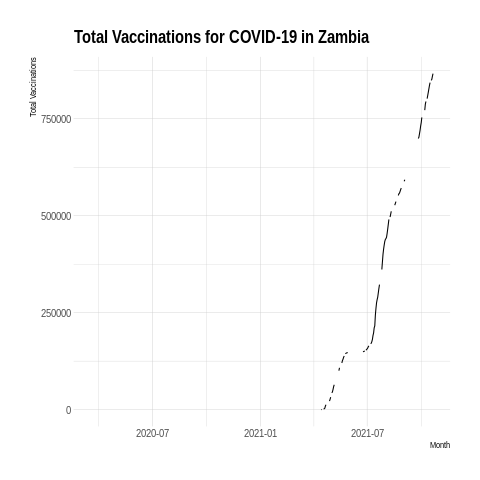 Total Vaccinations for COVID-19 in Zambia
Total Vaccinations
750000
500000
250000
0
2020-07 2021-01 2021-07
Month